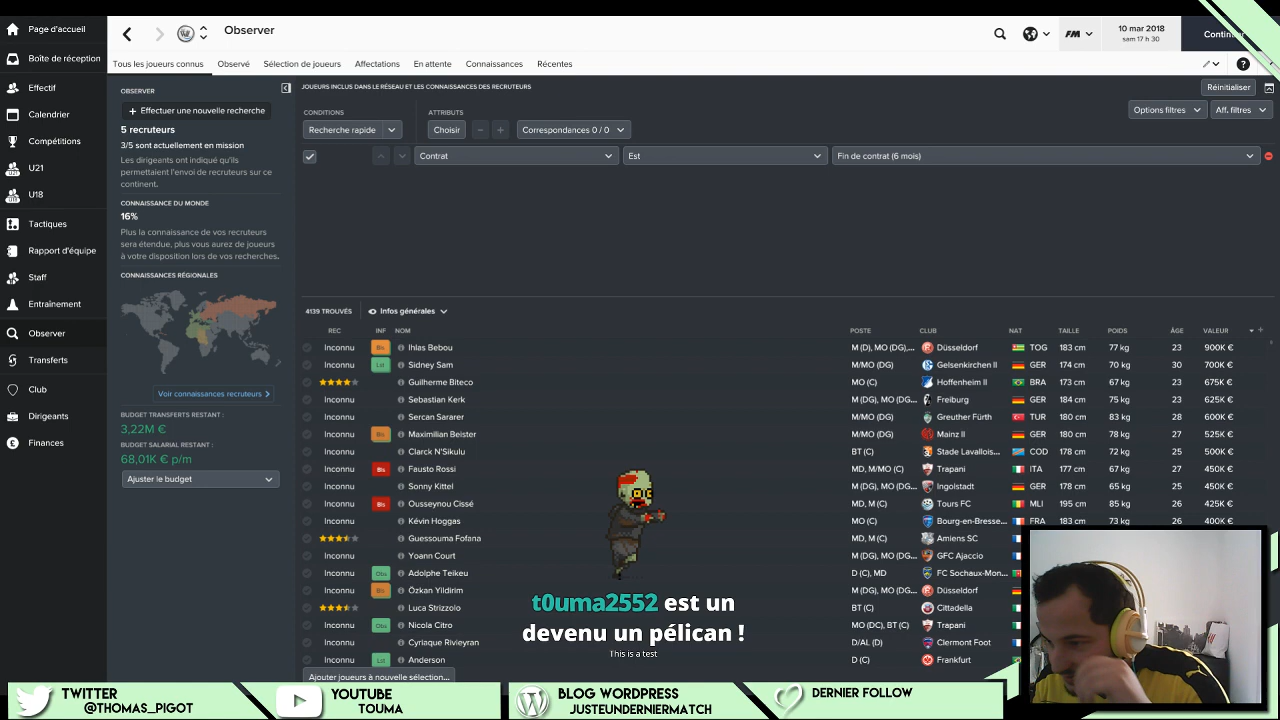 Page d'accueil
Boîte de réception
Effectif
Calendrier
Compétitions
U21
U18
Tactiques
Rapport d'équipe
Staff
Entraînement
Observer
Transferts
Club
Dirigeants
Finances
Observer
FM
10 mar 2018
sam 17 h 30
Tous les joueurs connus
Observé
Sélection de joueurs
Affectations
En attente
Connaissances
Récentes
OBSERVER
+ Effectuer une nouvelle recherche
5 recruteurs
3/5 sont actuellement en mission
Les dirigeants ont indiqué qu'ils
permettaient l'envoi de recruteurs sur ce
continent.
CONNAISSANCE DU MONDE
16%
Plus la connaissance de vos recruteurs
sera étendue, plus vous aurez de joueurs
à votre disposition lors de vos recherches.
CONNAISSANCES RÉGIONALES
Voir connaissances recruteurs
BUDGET TRANSFERTS RESTANT :
3,22M €
BUDGET SALARIAL RESTANT :
68,01K € p/m
Ajuster le budget
JOUEURS INCLUS DANS LE RÉSEAU ET LES CONNAISSANCES DES RECRUTEURS
Réinitialiser
Options filtres
Aff. filtres
CONDITIONS
ATTRIBUTS
Recherche rapide
Choisir
Correspondances 0 / 0
Contrat
Est
Fin de contrat (6 mois)
4139 TROUVÉS
Infos générales
REC INF NOM POSTE CLUB NAT TAILLE POIDS ÂGE VALEUR
Inconnu Bls Ihlas Bebou M (D), MO (DG),... Düsseldorf TOG 183 cm 77 kg 23 900K €
Inconnu Lst Sidney Sam M/MO (DG) Gelsenkirchen II GER 174 cm 70 kg 30 700K €
Guilherme Biteco MO (C) Hoffenheim II BRA 173 cm 67 kg 23 675K €
Inconnu Sebastian Kerk M (DG), MO (DG... Freiburg GER 184 cm 75 kg 23 625K €
Inconnu Sercan Sararer M/MO (DG) Greuther Fürth TUR 180 cm 83 kg 28 600K €
Inconnu Bls Maximilian Beister M/MO (DG) Mainz II GER 180 cm 78 kg 27 525K €
Inconnu Clarck N'Sikulu BT (C) Stade Lavallois... COD 178 cm 72 kg 25 500K €
Inconnu Bls Fausto Rossi MD, M/MO (C) Trapani ITA 177 cm 67 kg 27 450K €
Inconnu Sonny Kittel M (DG), MO (DG... Ingolstadt GER 178 cm 65 kg 25 450K €
Inconnu Bls Ousseynou Cissé MD, M (C) Tours FC MLI 195 cm 85 kg 26 425K €
Inconnu Kévin Hoggas MO (C) Bourg-en-Bresse... FRA 183 cm 73 kg 26 400K €
Guessouma Fofana MD, M (C) Amiens SC
Inconnu Yoann Court M (DG), MO (DG... GFC Ajaccio
Inconnu Obs Adolphe Teikeu D (C), MD FC Sochaux-Mon...
Inconnu Bls Özkan Yildirim M (DG), MO (DG... Düsseldorf
Luca Strizzolo BT (C) Cittadella
Inconnu Obs Nicola Citro MO (DC), BT (C) Trapani
Inconnu Cyriaque Rivieyran D/AL (D) Clermont Foot
Inconnu Lst Anderson D (C) Frankfurt
Ajouter joueurs à nouvelle sélection...
t0uma2552 est un
devenu un pélican !
This is a test
TWITTER
@THOMAS_PIGOT
YOUTUBE
TOUMA
BLOG WORDPRESS
JUSTEUNDERNIERMATCH
DERNIER FOLLOW